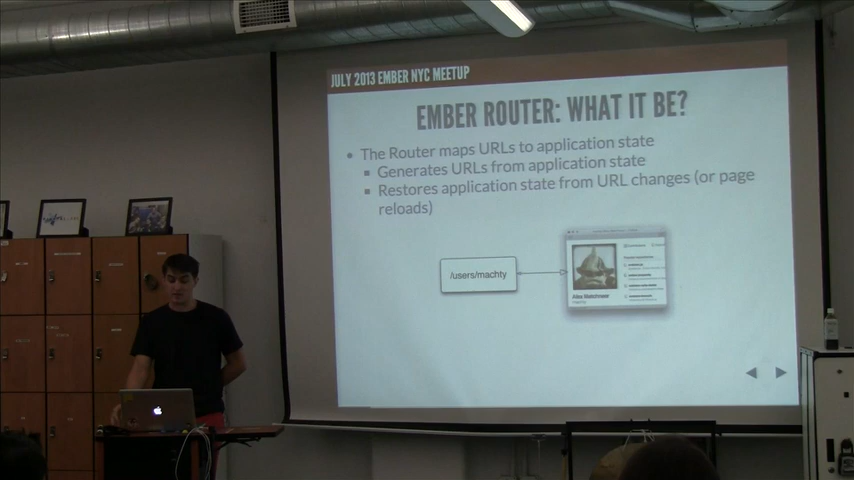 JULY 2013 EMBER NYC MEETUP
EMBER ROUTER: WHAT IT BE?
The Router maps URLs to application state
Generates URLs from application state
Restores application state from URL changes (or page
reloads)
/users/machty
Alex Matchneer